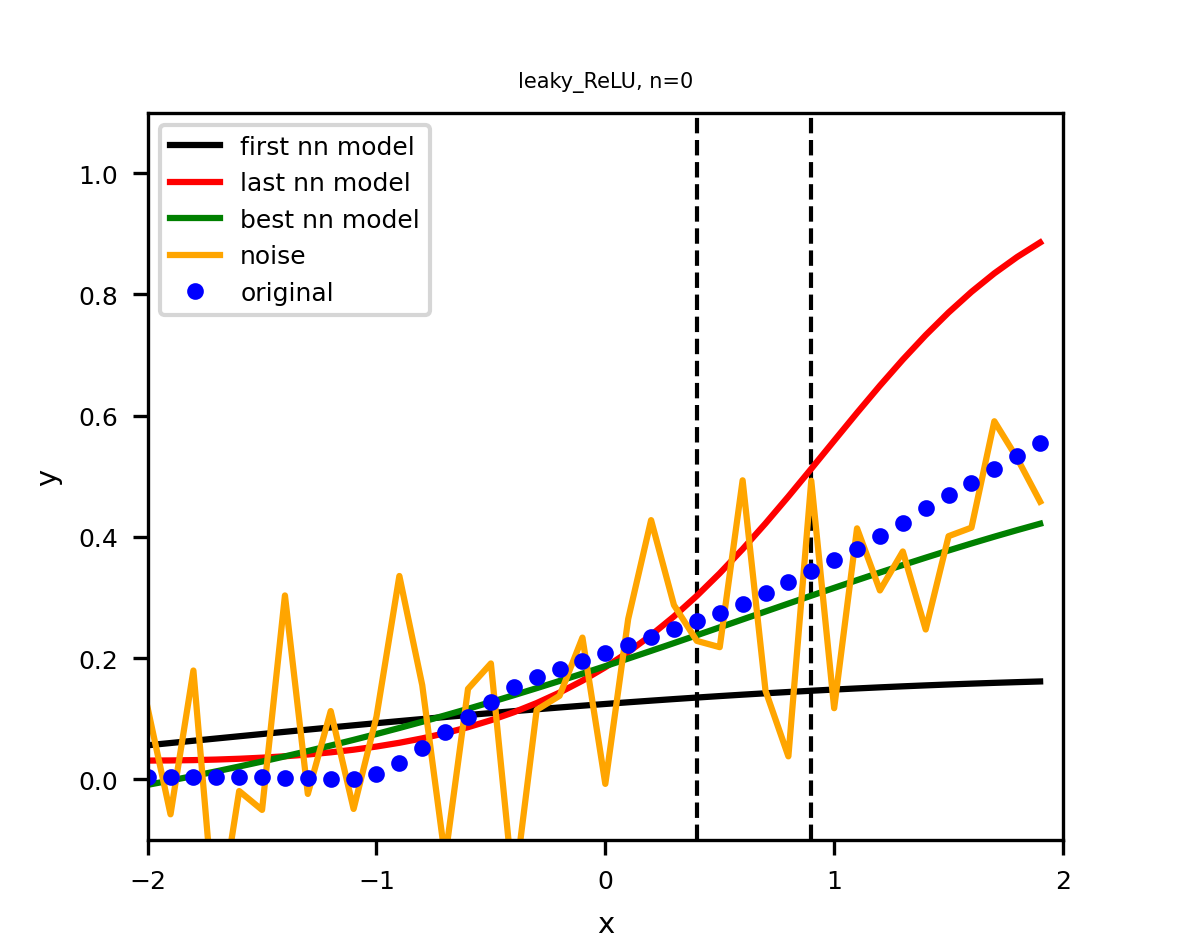 leaky_ReLU, n=0
first nn model
last nn model
best nn model
noise
original
1.0
0.8
0.6
0.4
0.2
0.0
y
−2 −1 0 1 2
x